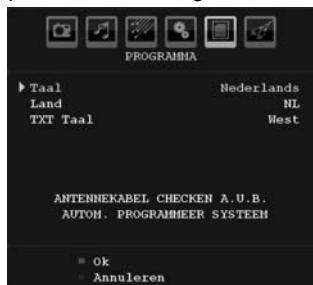 PROGRAMMA
Taal Nederlands
Land NL
TXT Taal West
ANTENNEKABEL CHECKEN A.U.B.
AUTOM. PROGRAMMEER SYSTEEM
Ok
Annuleren